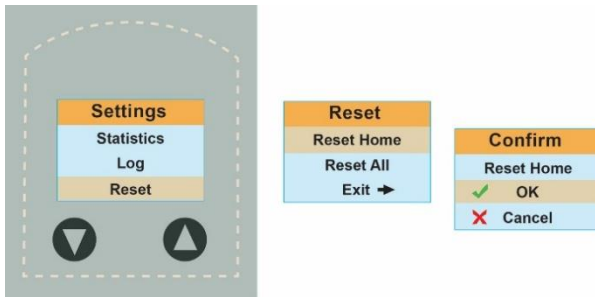 Settings
Statistics
Log
Reset
Reset
Reset Home
Reset All
Exit
Confirm
Reset Home
OK
Cancel